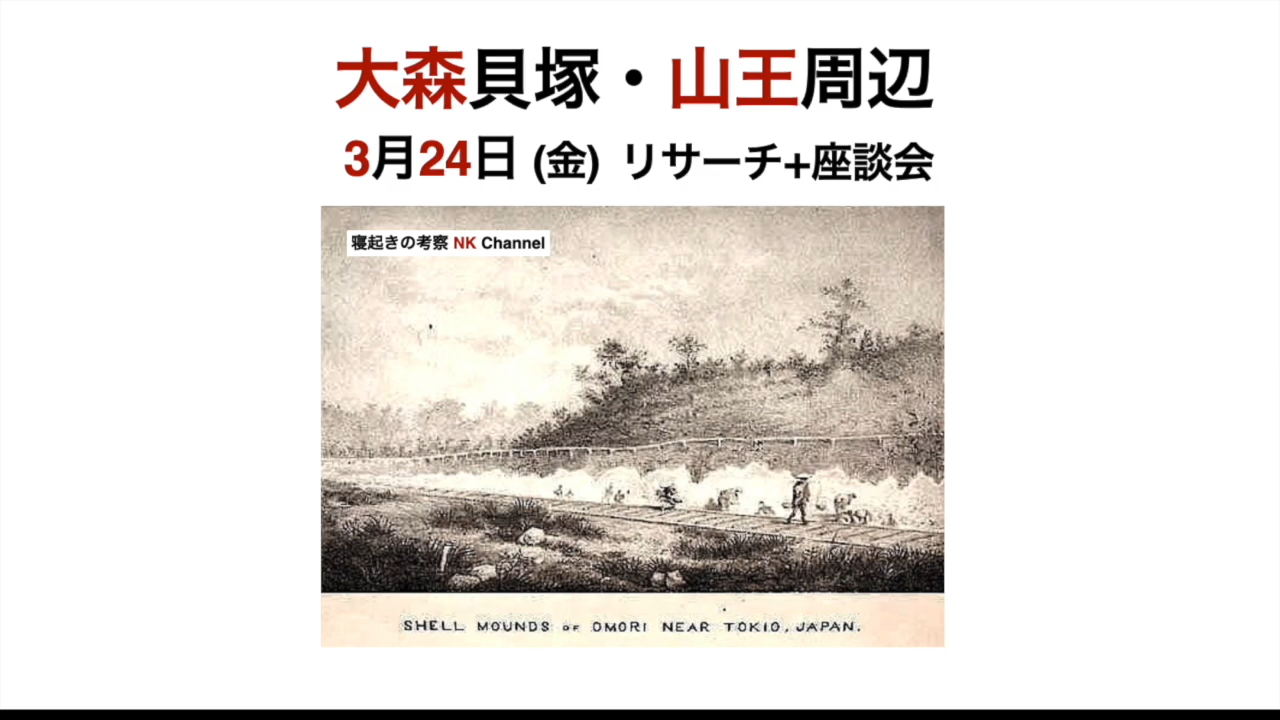 大森貝塚・山王周辺
3月24日 (金) リサーチ+座談会
寝起きの考察 NK Channel
SHELL MOUNDS OF OMORI NEAR TOKIO, JAPAN.